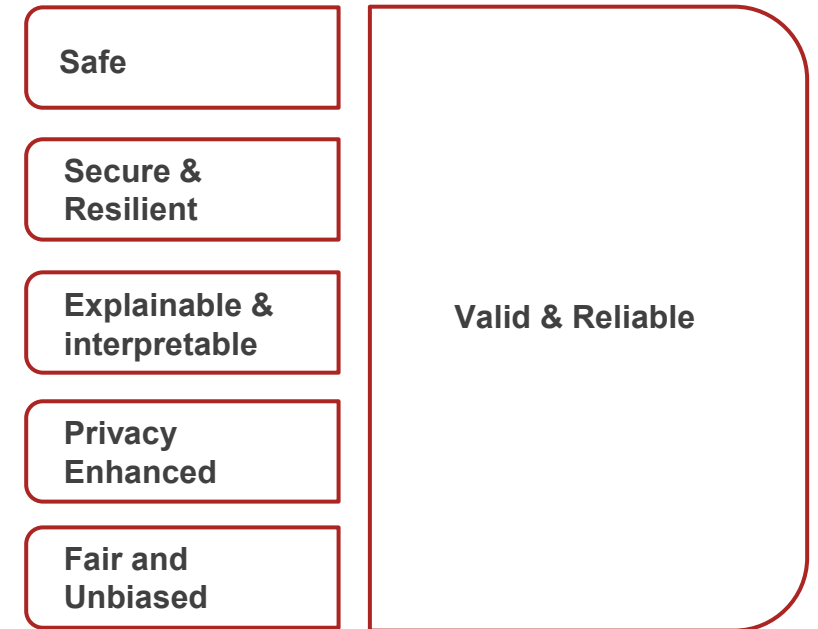 Safe
Secure &
Resilient
Explainable &
interpretable
Privacy
Enhanced
Fair and
Unbiased
Valid & Reliable